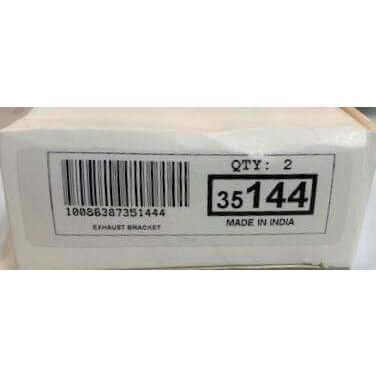 QTY: 2
10086387351444
35144
EXHAUST BRACKET
MADE IN INDIA